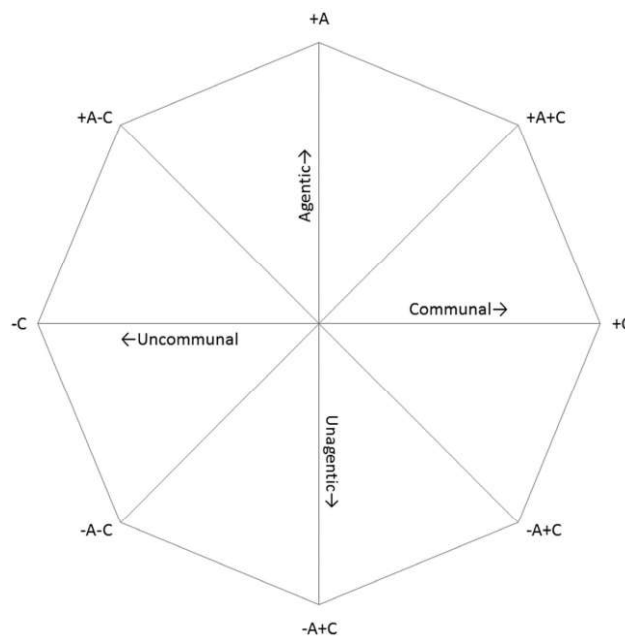 +A
+A-C
+A+C
Agentic→
Communal→
-C
←Uncommunal
+C
Unagentic→
-A-C
-A+C
-A+C